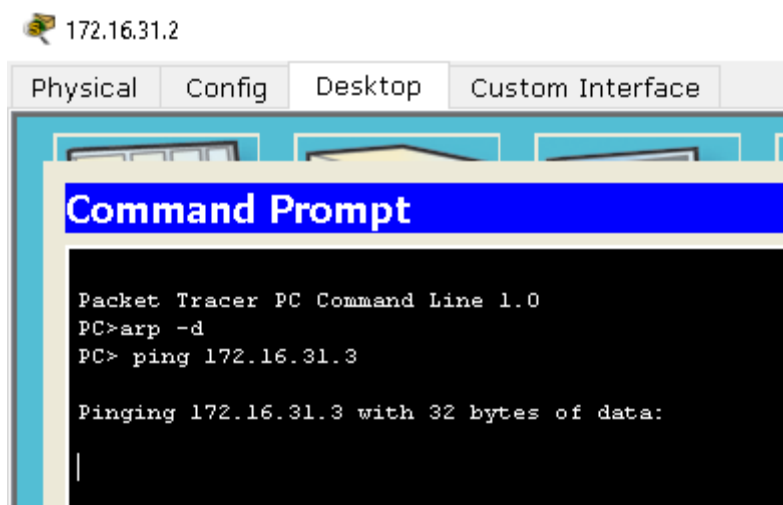 172.16.31.2
Physical Config Desktop Custom Interface
Command Prompt
Packet Tracer PC Command Line 1.0
PC>arp -d
PC> ping 172.16.31.3
Pinging 172.16.31.3 with 32 bytes of data: